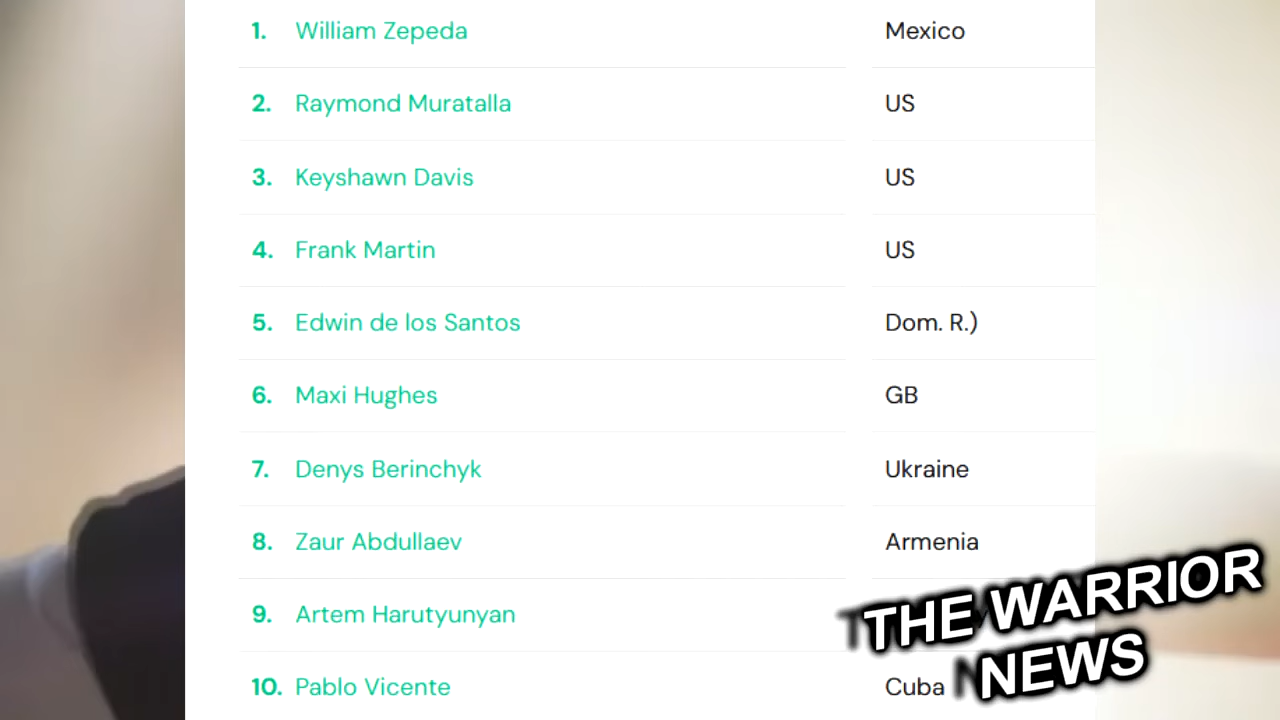 1. William Zepeda Mexico
2. Raymond Muratalla US
3. Keyshawn Davis US
4. Frank Martin US
5. Edwin de los Santos Dom. R.)
6. Maxi Hughes GB
7. Denys Berinchyk Ukraine
8. Zaur Abdullaev Armenia
9. Artem Harutyunyan
10. Pablo Vicente Cuba
THE WARRIOR
NEWS